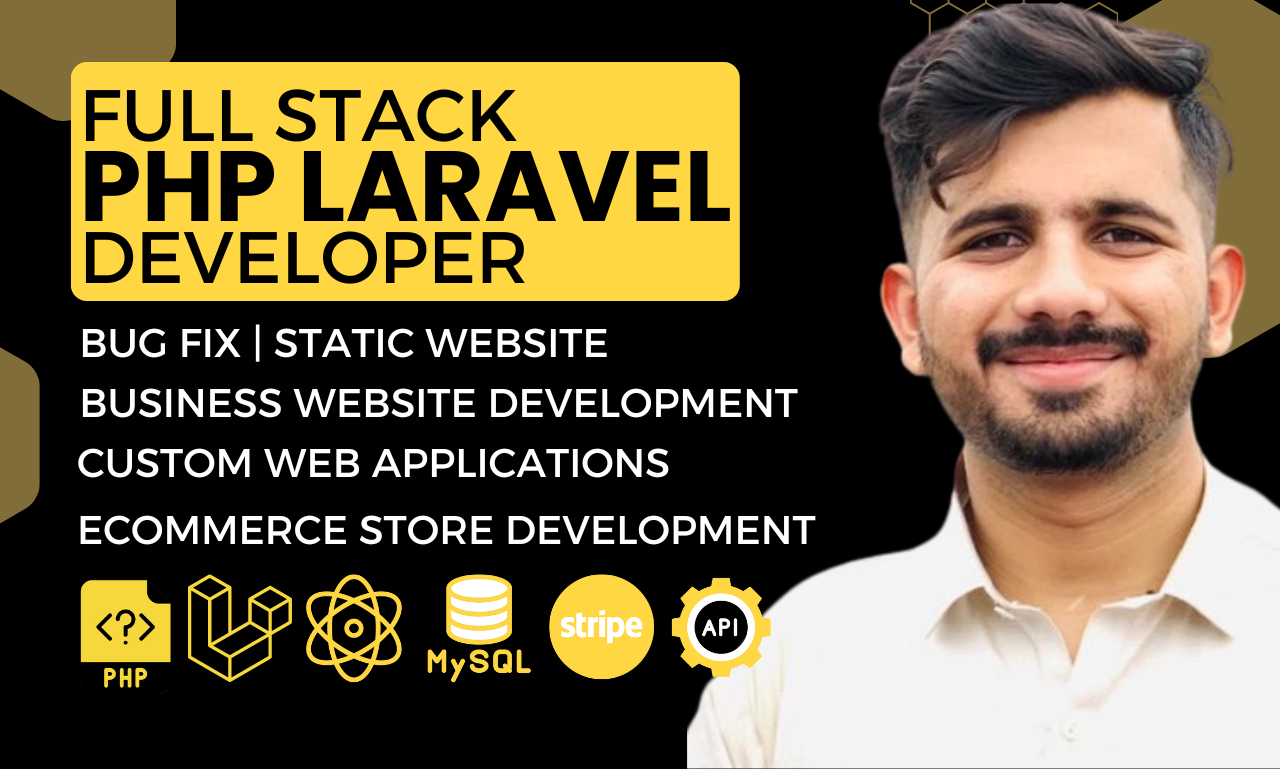 FULL STACK
PHP LARAVEL
DEVELOPER
BUG FIX | STATIC WEBSITE
BUSINESS WEBSITE DEVELOPMENT
CUSTOM WEB APPLICATIONS
ECOMMERCE STORE DEVELOPMENT
<?>
PHP
MySQL
stripe
API